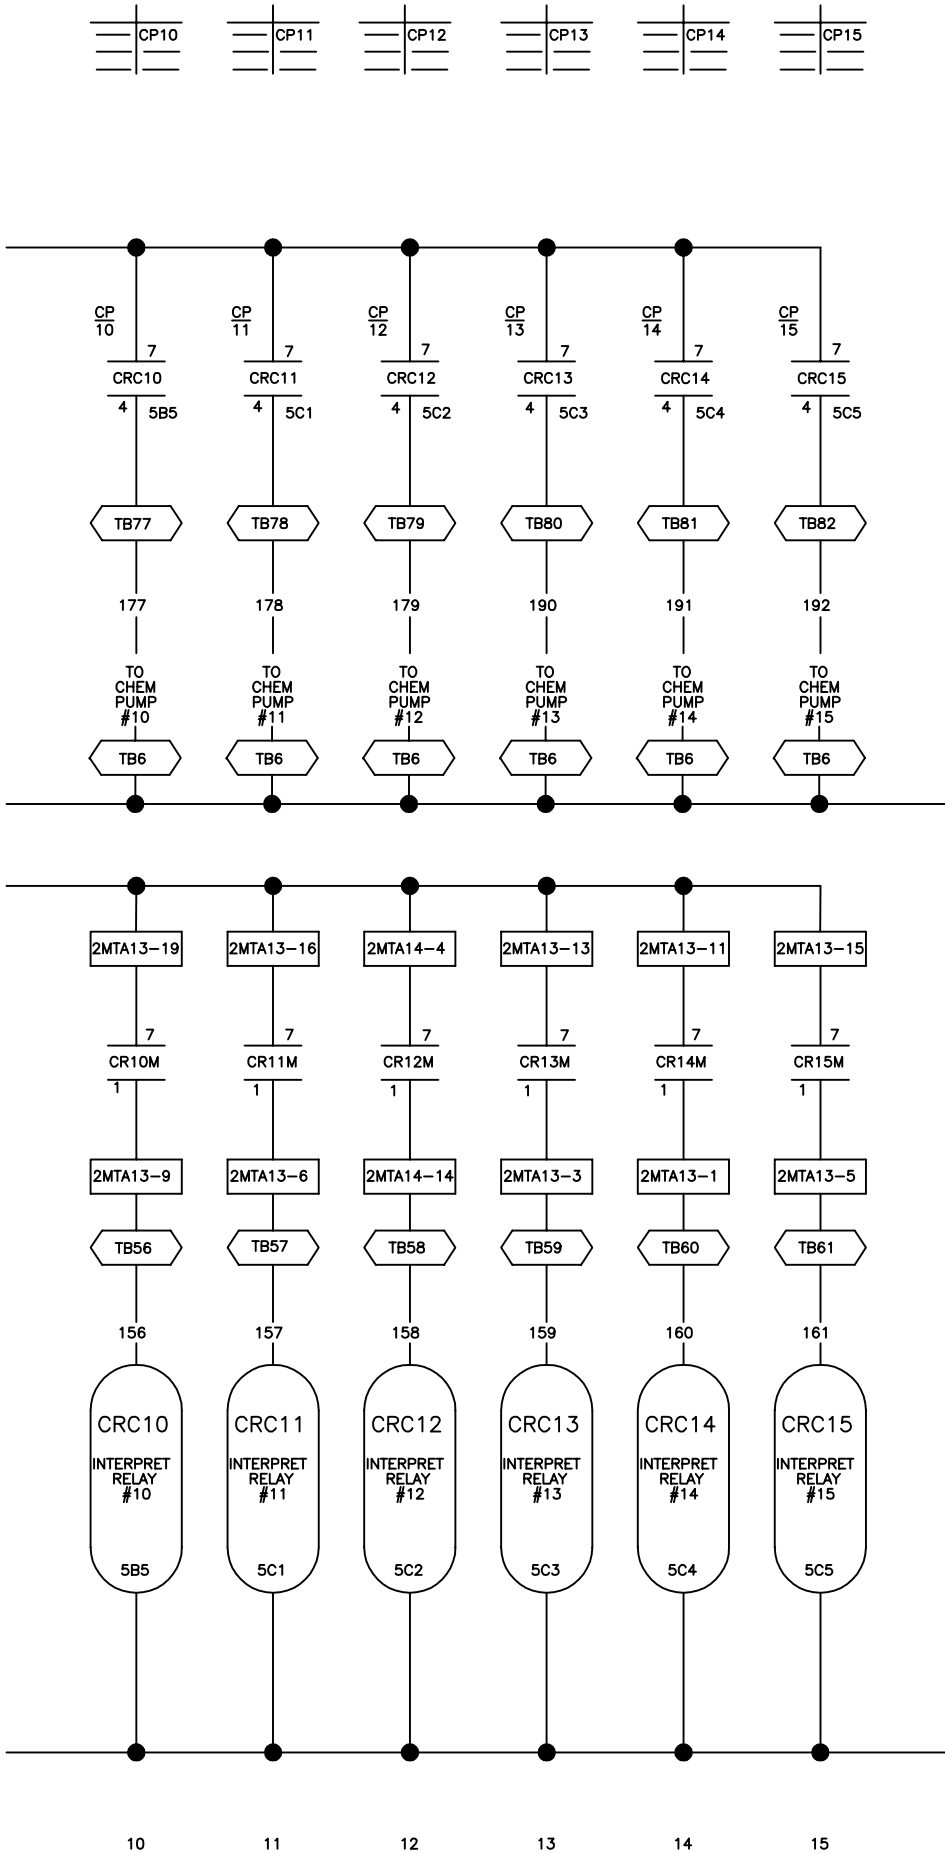 CP10 CP11 CP12 CP13 CP14 CP15
CP CP CP CP CP CP
10 11 12 13 14 15
7 7 7 7 7 7
CRC10 CRC11 CRC12 CRC13 CRC14 CRC15
4 5B5 4 5C1 4 5C2 4 5C3 4 5C4 4 5C5
TB77 TB78 TB79 TB80 TB81 TB82
177 178 179 190 191 192
TO TO TO TO TO TO
CHEM CHEM CHEM CHEM CHEM CHEM
PUMP PUMP PUMP PUMP PUMP PUMP
#10 #11 #12 #13 #14 #15
TB6 TB6 TB6 TB6 TB6 TB6
2MTA13-19 2MTA13-16 2MTA14-4 2MTA13-13 2MTA13-11 2MTA13-15
7 7 7 7 7 7
CR10M CR11M CR12M CR13M CR14M CR15M
1 1 1 1 1 1
2MTA13-9 2MTA13-6 2MTA14-14 2MTA13-3 2MTA13-1 2MTA13-5
TB56 TB57 TB58 TB59 TB60 TB61
156 157 158 159 160 161
CRC10 CRC11 CRC12 CRC13 CRC14 CRC15
INTERPRET INTERPRET INTERPRET INTERPRET INTERPRET INTERPRET
RELAY RELAY RELAY RELAY RELAY RELAY
#10 #11 #12 #13 #14 #15
5B5 5C1 5C2 5C3 5C4 5C5
10 11 12 13 14 15